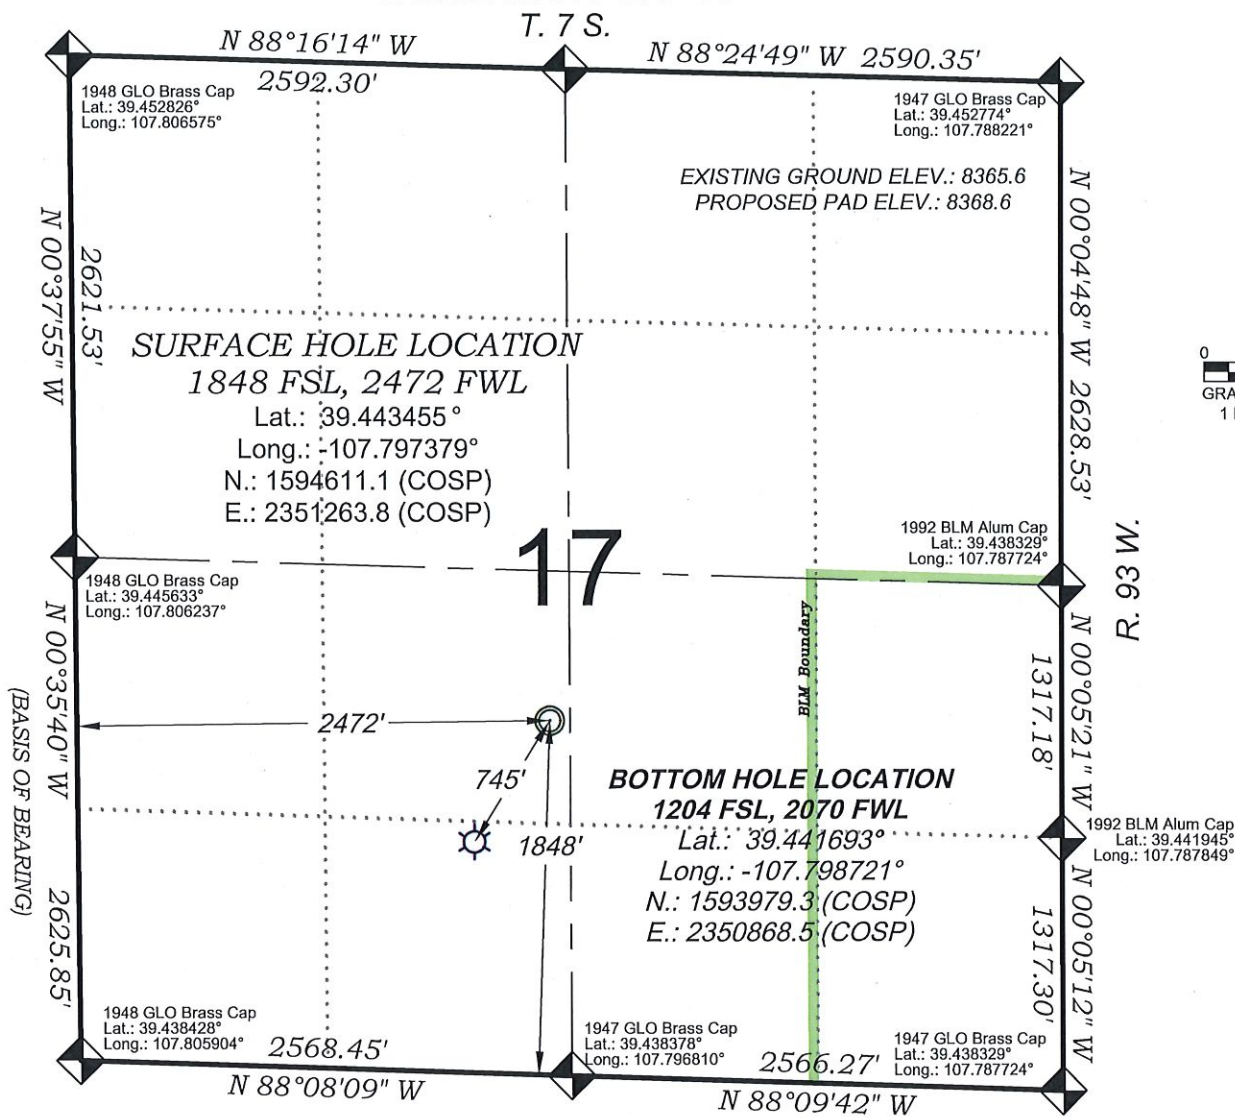 T. 7 S.
N 88°16'14" W
2592.30'
N 88°24'49" W 2590.35'
1948 GLO Brass Cap
Lat.: 39.452826°
Long.: 107.806575°
1947 GLO Brass Cap
Lat.: 39.452774°
Long.: 107.788221°
EXISTING GROUND ELEV.: 8365.6
PROPOSED PAD ELEV.: 8368.6
N 00°37'55" W
2621.53'
N 00°04'48" W 2628.53'
SURFACE HOLE LOCATION
1848 FSL, 2472 FWL
Lat.: 39.443455°
Long.: -107.797379°
N.: 1594611.1 (COSP)
E.: 2351263.8 (COSP)
0
GRA
1
17
1992 BLM Alum Cap
Lat.: 39.438329°
Long.: 107.787724°
R. 93 W.
1948 GLO Brass Cap
Lat.: 39.445633°
Long.: 107.806237°
BLM Boundary
N 00°35'40" W
2625.85'
(BASIS OF BEARING)
N 00°05'21" W
1317.18'
2472'
745'
1848'
BOTTOM HOLE LOCATION
1204 FSL, 2070 FWL
Lat.: 39.441693°
Long.: -107.798721°
N.: 1593979.3 (COSP)
E.: 2350868.5 (COSP)
1992 BLM Alum Cap
Lat.: 39.441945°
Long.: 107.787849°
N 00°05'12" W
1317.30'
1948 GLO Brass Cap
Lat.: 39.438428°
Long.: 107.805904°
2568.45'
N 88°08'09" W
1947 GLO Brass Cap
Lat.: 39.438378°
Long.: 107.796810°
2566.27'
N 88°09'42" W
1947 GLO Brass Cap
Lat.: 39.438329°
Long.: 107.787724°